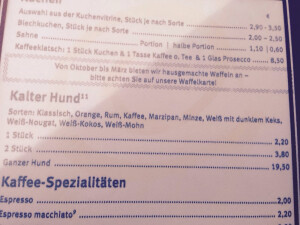 Kuchen
Auswahl aus der Kuchenvitrine, Stück je nach Sorte ........ 2,90 - 3,50
Blechkuchen, Stück je nach Sorte ........ 2,00 - 2,50
Sahne ........ Portion | halbe Portion 1,10 | 0,60
Kaffeeklatsch: 1 Stück Kuchen & 1 Tasse Kaffee o. Tee & 1 Glas Prosecco ........ 8,50
Von Oktober bis März bieten wir hausgemachte Waffeln an –
bitte achten Sie auf unsere Waffelkarte!
Kalter Hund¹¹
Sorten: Klassisch, Orange, Rum, Kaffee, Marzipan, Minze, Weiß mit dunklem Keks,
Weiß-Nougat, Weiß-Kokos, Weiß-Mohn
1 Stück ........ 2,20
2 Stück ........ 3,80
Ganzer Hund ........ 19,50
Kaffee-Spezialitäten
Espresso ........ 2,00
Espresso macchiato⁹ ........ 2,20